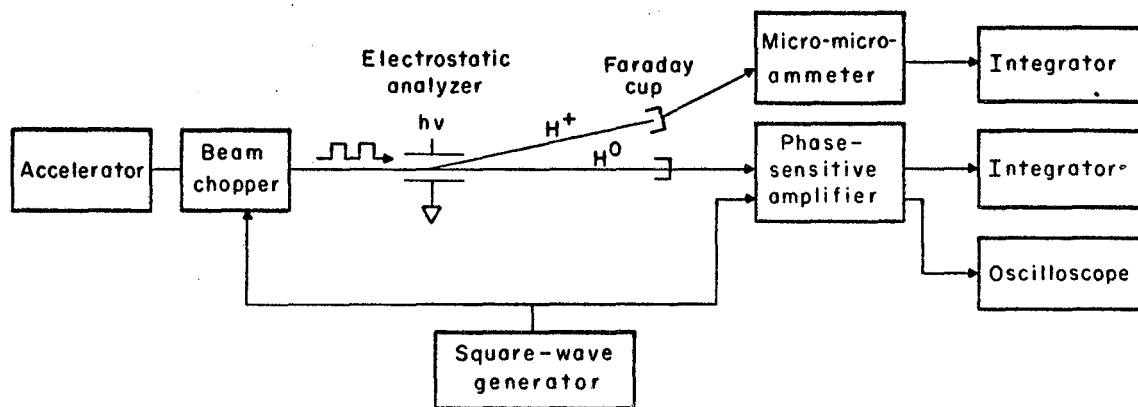 Electrostatic
analyzer
hv
Faraday
cup
Micro-micro-
ammeter
Integrator
H+
H0
Accelerator
Beam
chopper
Phase-
sensitive
amplifier
Integrator
Oscilloscope
Square-wave
generator